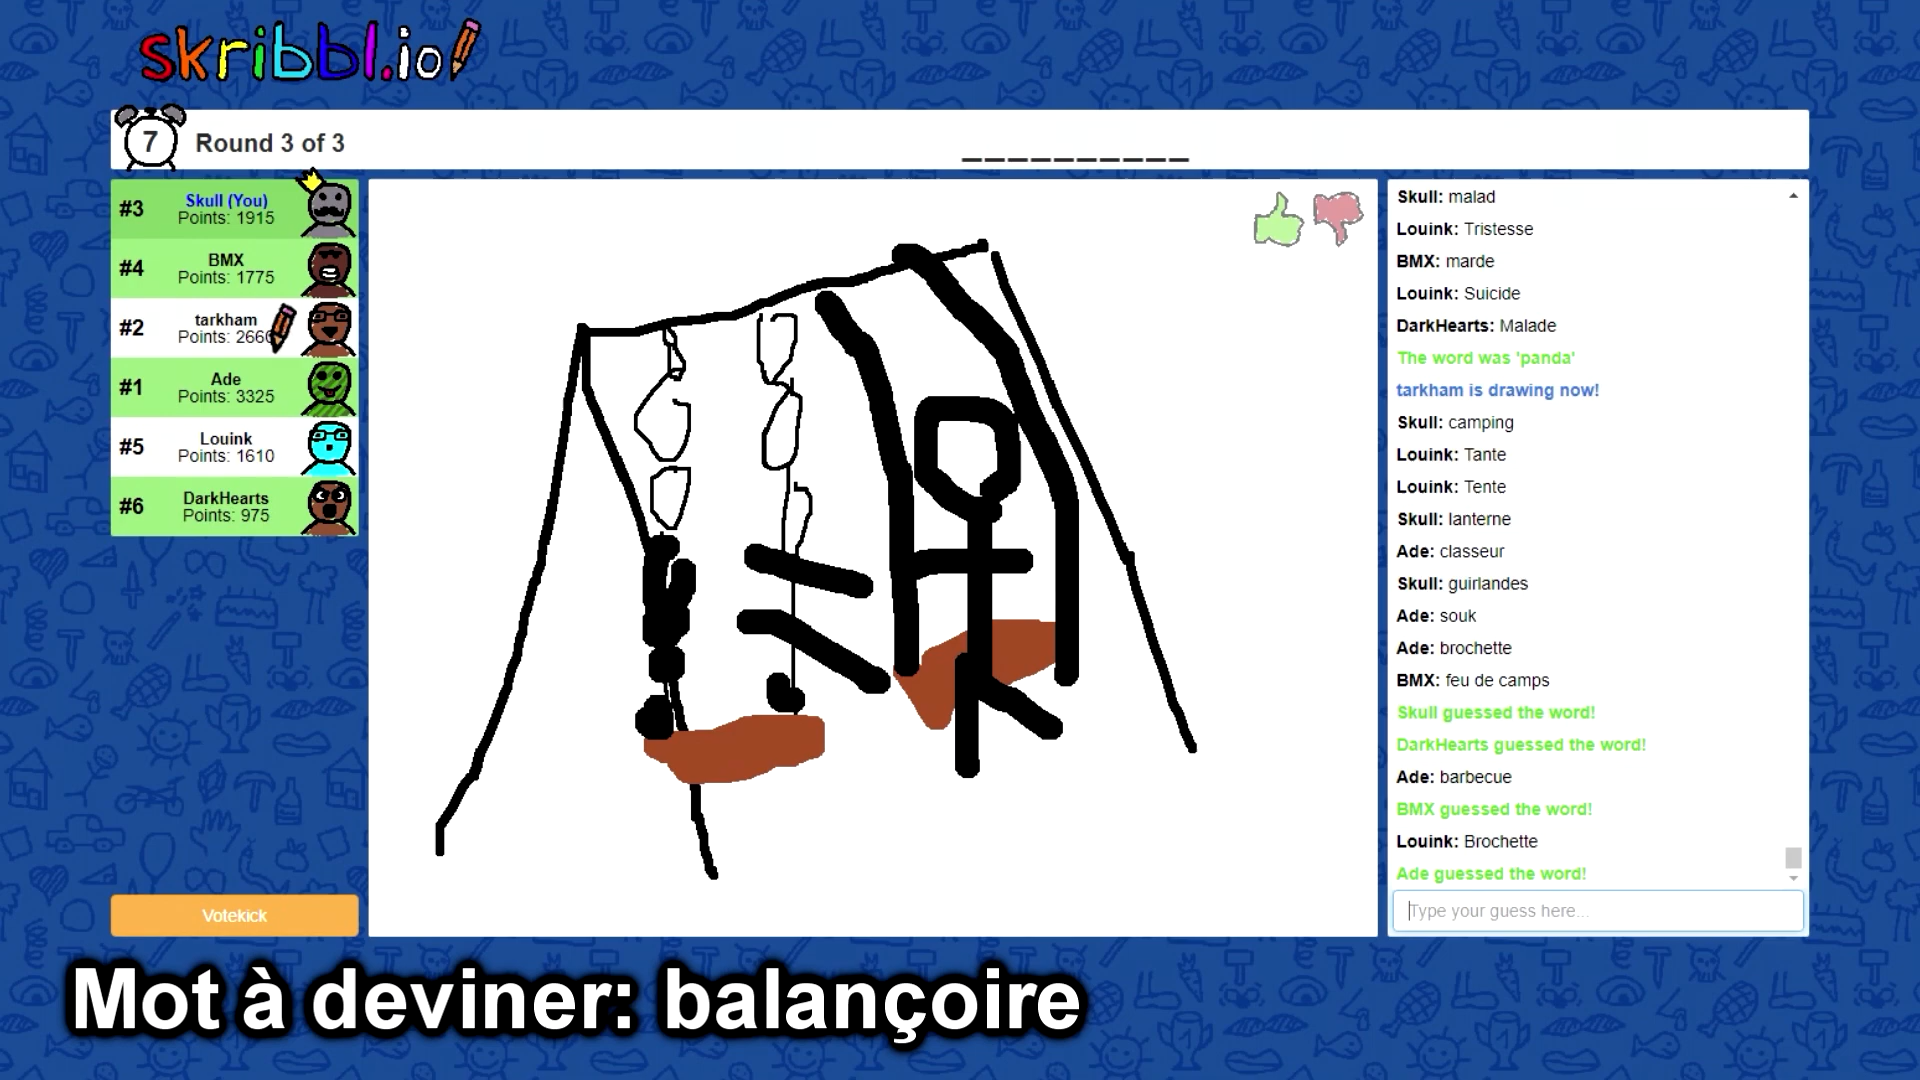 skribbl.io
7
Round 3 of 3
__________
#3
Skull (You)
Points: 1915
#4
BMX
Points: 1775
#2
tarkham
Points: 2666
#1
Ade
Points: 3325
#5
Louink
Points: 1610
#6
DarkHearts
Points: 975
Votekick
Skull: malad
Louink: Tristesse
BMX: marde
Louink: Suicide
DarkHearts: Malade
The word was 'panda'
tarkham is drawing now!
Skull: camping
Louink: Tante
Louink: Tente
Skull: lanterne
Ade: classeur
Skull: guirlandes
Ade: souk
Ade: brochette
BMX: feu de camps
Skull guessed the word!
DarkHearts guessed the word!
Ade: barbecue
BMX guessed the word!
Louink: Brochette
Ade guessed the word!
Type your guess here...
Mot à deviner: balançoire